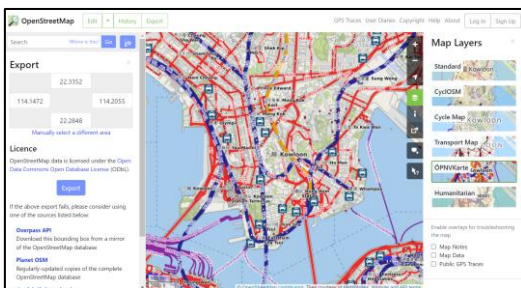 OpenStreetMap
Edit
History
Export
GPS Traces User Diaries Copyright Help About
Log In
Sign Up
Search
Where is this?
Go
Export
22.3352
114.1472
114.2055
22.2848
Manually select a different area
Licence
OpenStreetMap data is licensed under the Open
Data Commons Open Database License (ODbL).
Export
If the above export fails, please consider using
one of the sources listed below:
Overpass API
Download this bounding box from a mirror
of the OpenStreetMap database
Planet OSM
Regularly-updated copies of the complete
OpenStreetMap database
Kowloon
Map Layers
Standard
Kowloon
CyclOSM
Cycle Map
Transport Map
ÖPNVKarte
Humanitarian
Enable overlays for troubleshooting
the map
Map Notes
Map Data
Public GPS Traces